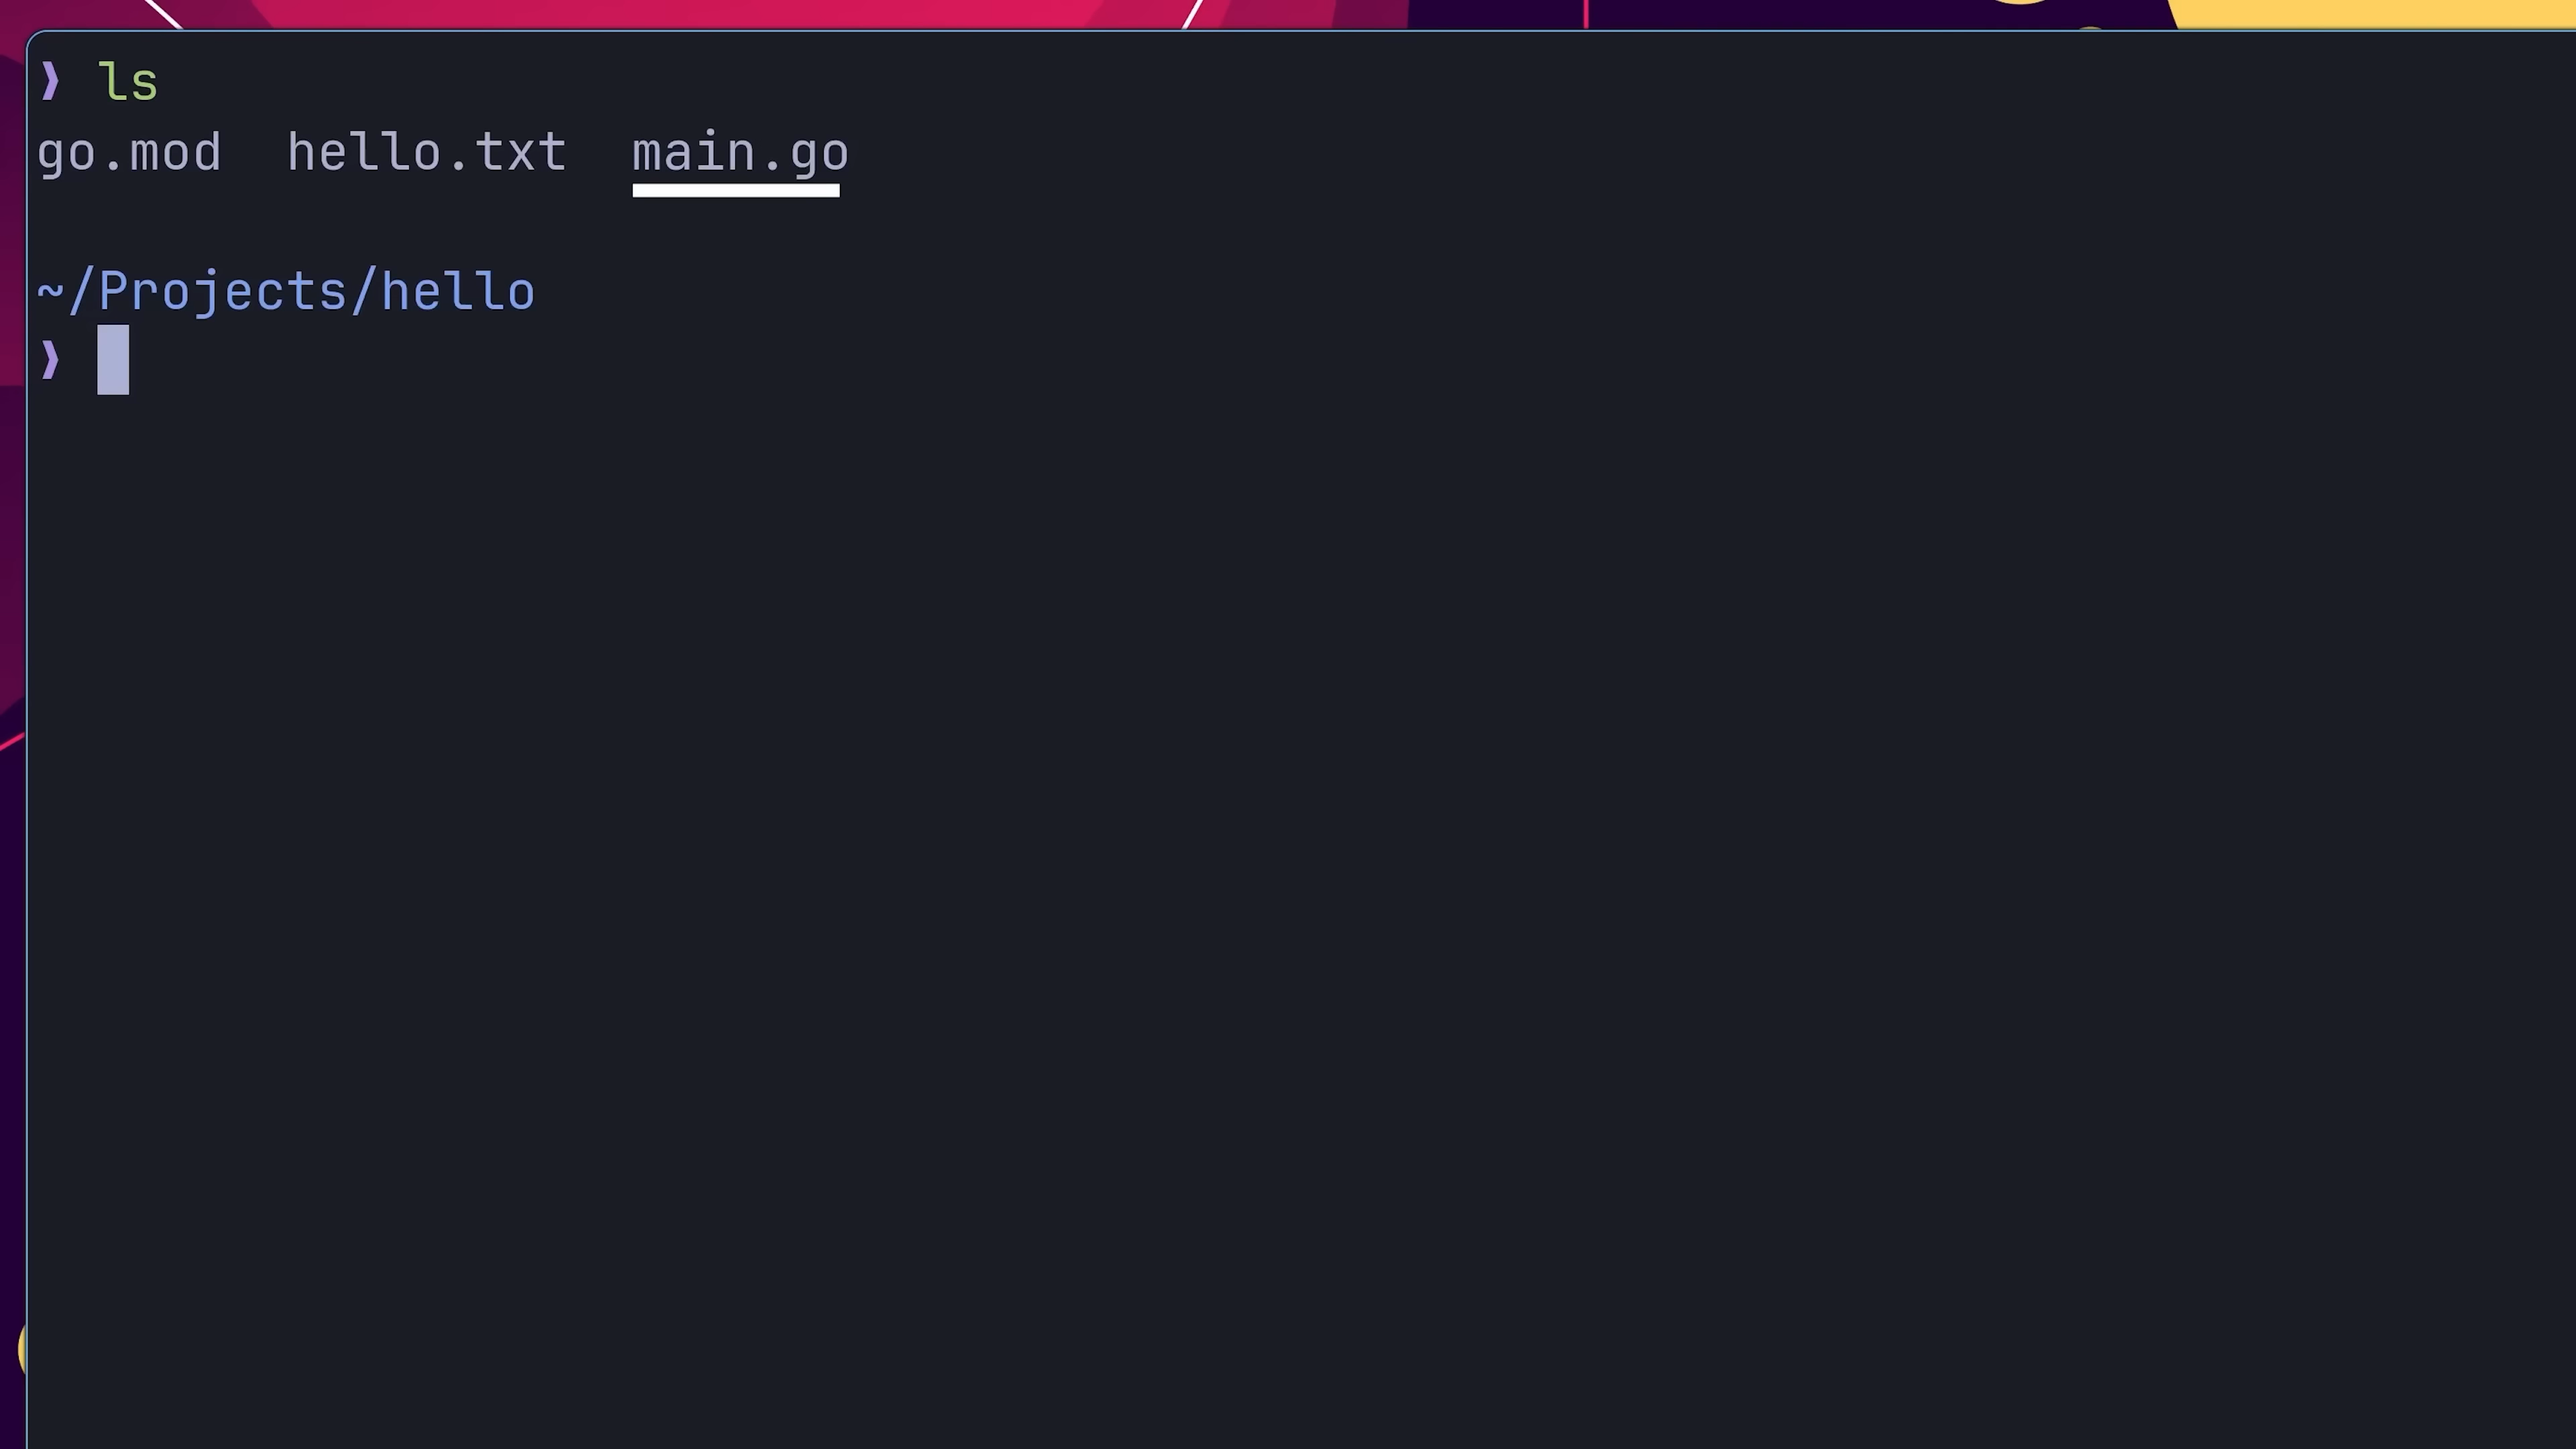 ❯ ls
go.mod  hello.txt  main.go
~/Projects/hello
❯